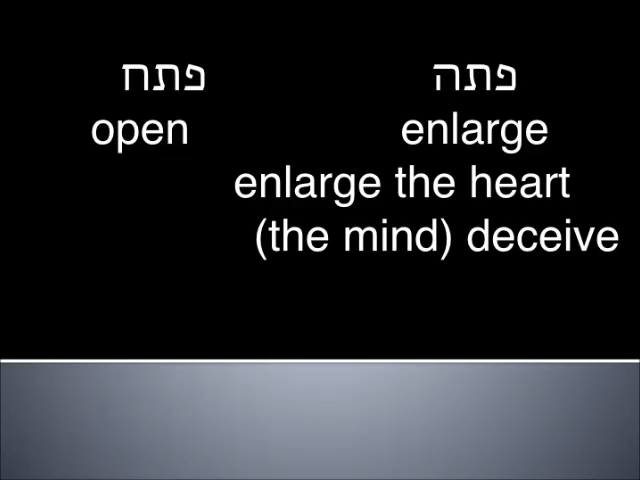 פתח פתה
open enlarge
enlarge the heart
(the mind) deceive